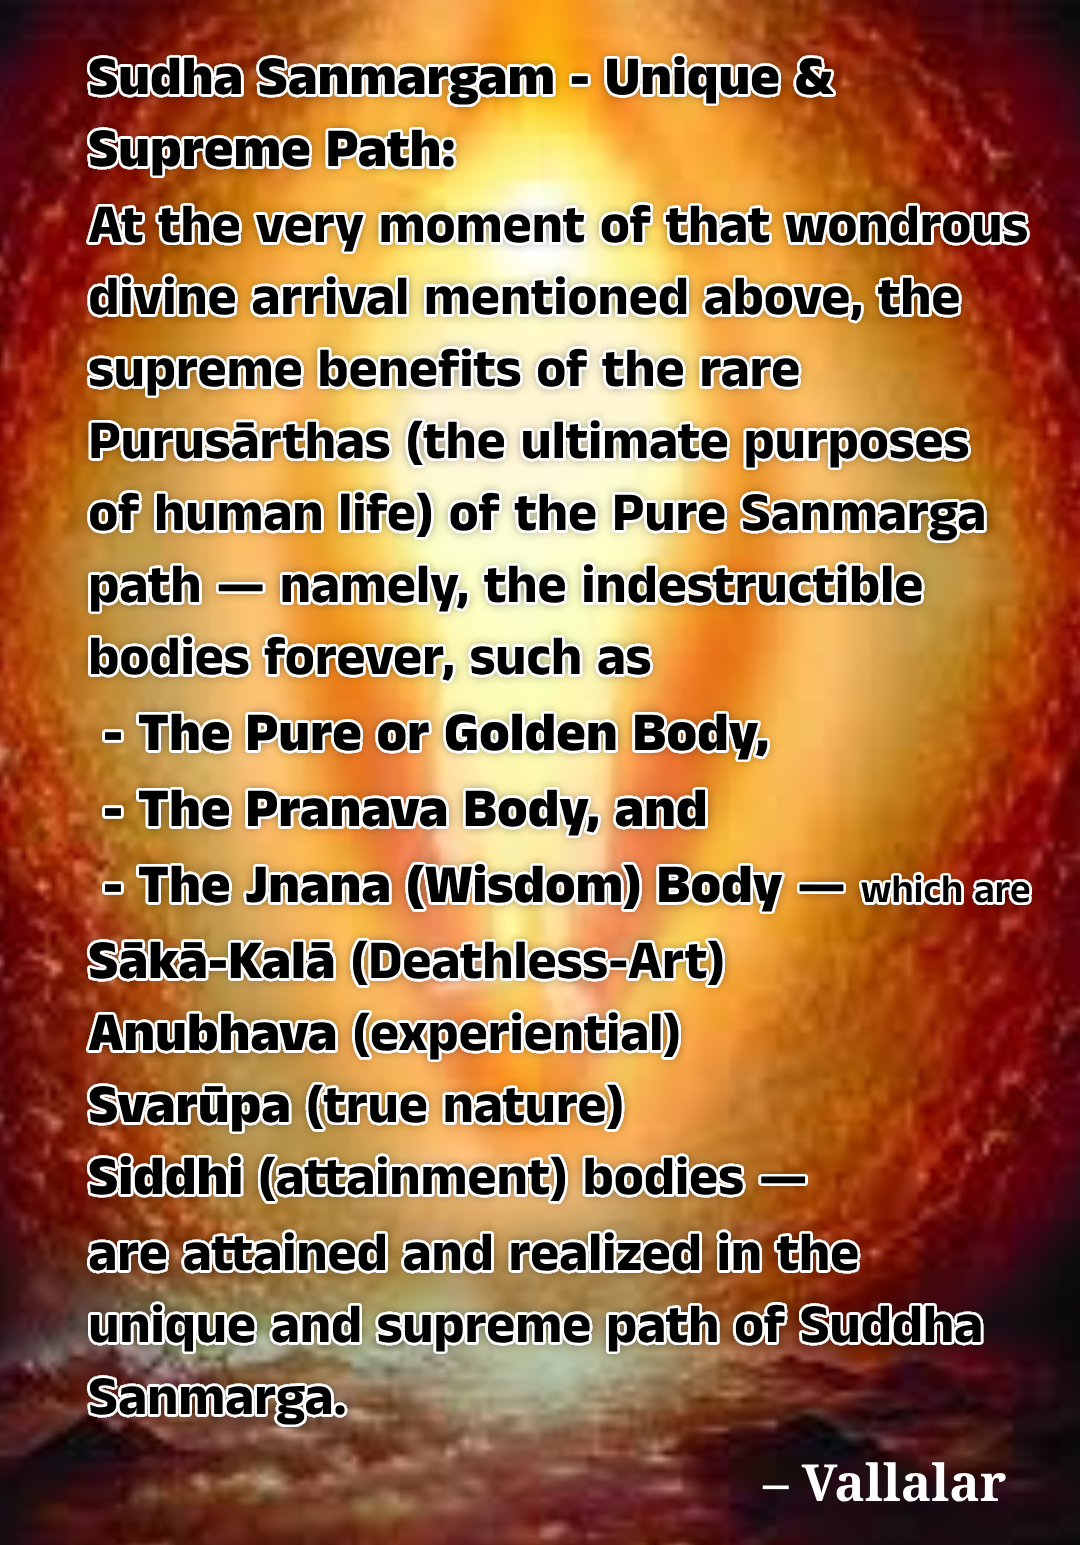 Sudha Sanmargam - Unique &
Supreme Path:
At the very moment of that wondrous
divine arrival mentioned above, the
supreme benefits of the rare
Purusārthas (the ultimate purposes
of human life) of the Pure Sanmarga
path — namely, the indestructible
bodies forever, such as
- The Pure or Golden Body,
- The Pranava Body, and
- The Jnana (Wisdom) Body — which are
Sākā-Kalā (Deathless-Art)
Anubhava (experiential)
Svarūpa (true nature)
Siddhi (attainment) bodies —
are attained and realized in the
unique and supreme path of Suddha
Sanmarga.
– Vallalar